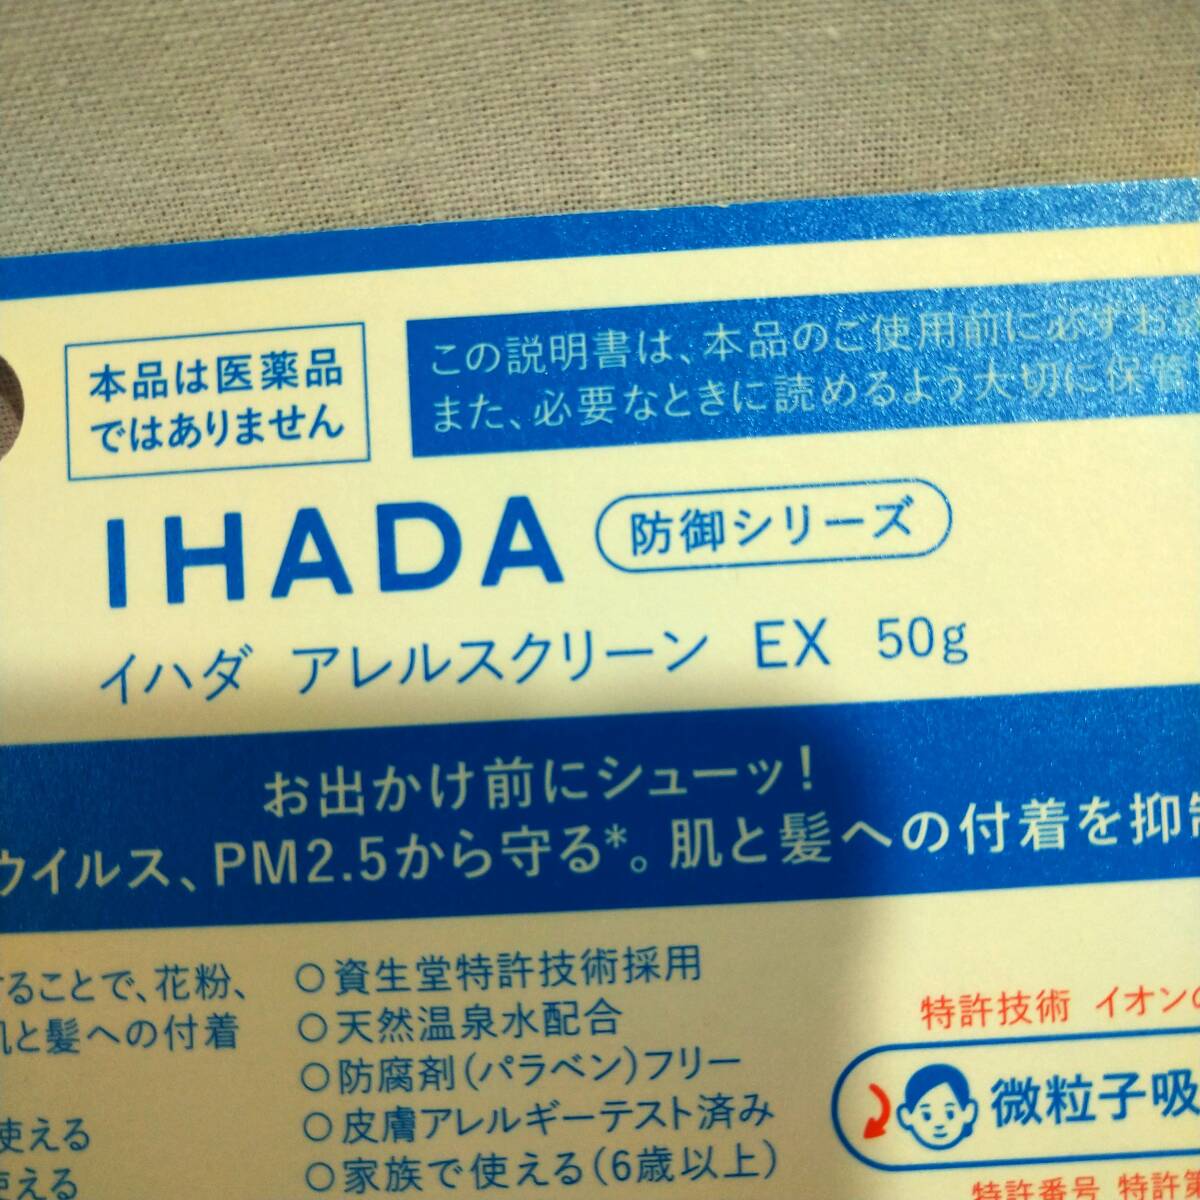 本品は医薬品
ではありません
この説明書は、本品のご使用前に必ずお
また、必要なときに読めるよう大切に保管
IHADA 防御シリーズ
イハダ アレルスクリーン EX 50g
お出かけ前にシューッ!
ウイルス、PM2.5から守る*。肌と髪への付着を抑
することで、花粉、
肌と髪への付着
使える
使える
○資生堂特許技術採用
○天然温泉水配合
○防腐剤(パラベン)フリー
○皮膚アレルギーテスト済み
○家族で使える(6歳以上)
特許技術 イオンの
微粒子吸
特許番号 特許第